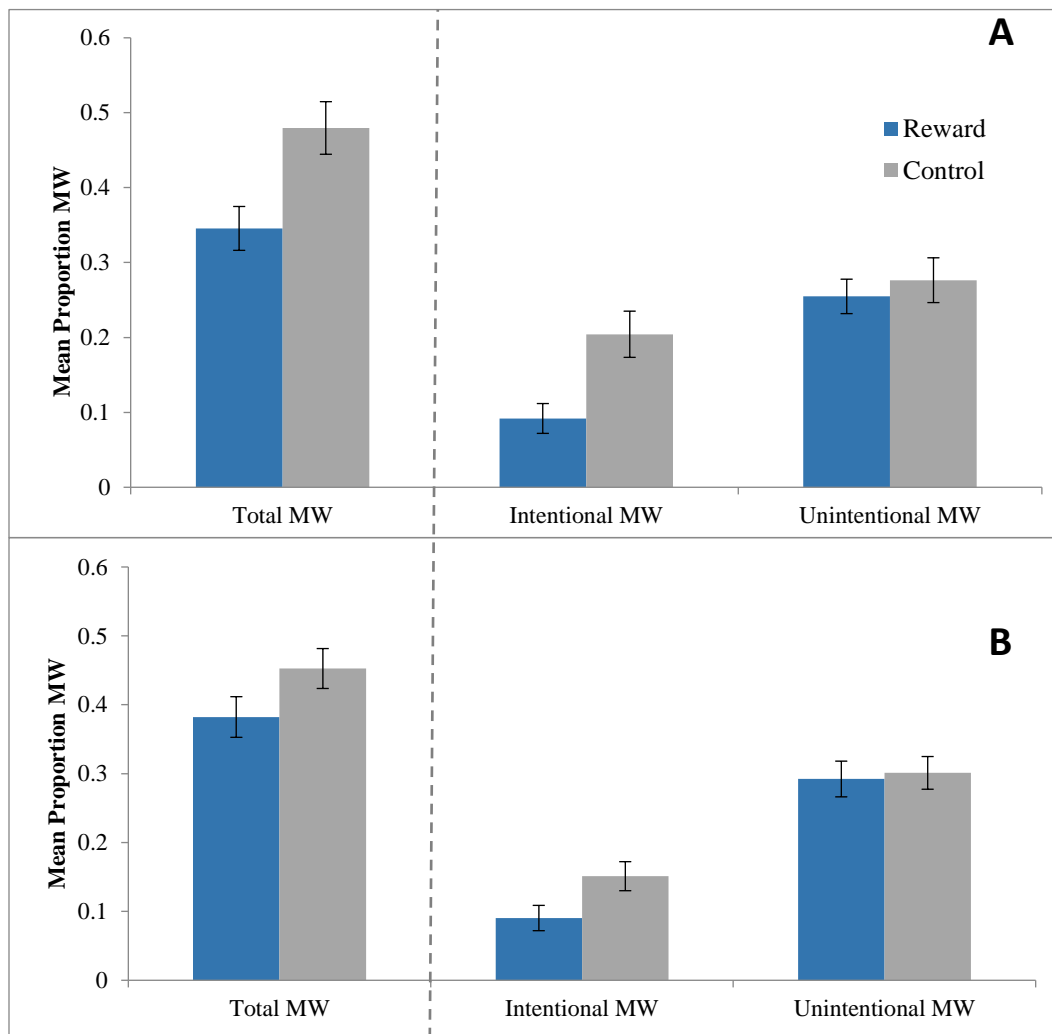 A
Reward
Control
Mean Proportion MW
0.6
0.5
0.4
0.3
0.2
0.1
0
Total MW Intentional MW Unintentional MW
B
Mean Proportion MW
0.6
0.5
0.4
0.3
0.2
0.1
0
Total MW Intentional MW Unintentional MW